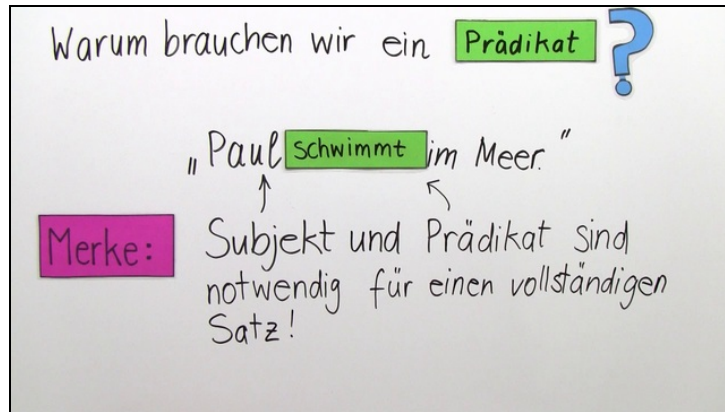 Warum brauchen wir ein Prädikat ?
„Paul schwimmt im Meer."
Merke: Subjekt und Prädikat sind
notwendig für einen vollständigen
Satz!